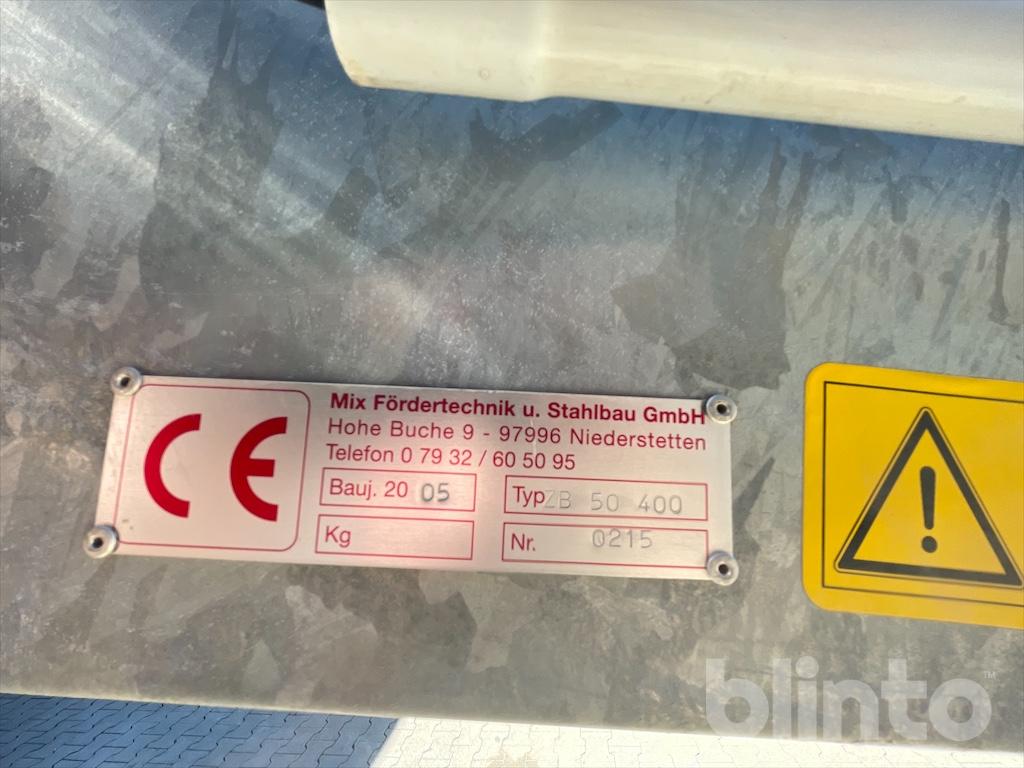 CE
Mix Fördertechnik u. Stahlbau GmbH
Hohe Buche 9 - 97996 Niederstetten
Telefon 0 79 32 / 60 50 95
Bauj. 20 05
Typ ZB 50 400
Kg
Nr. 0215
!
blinto™